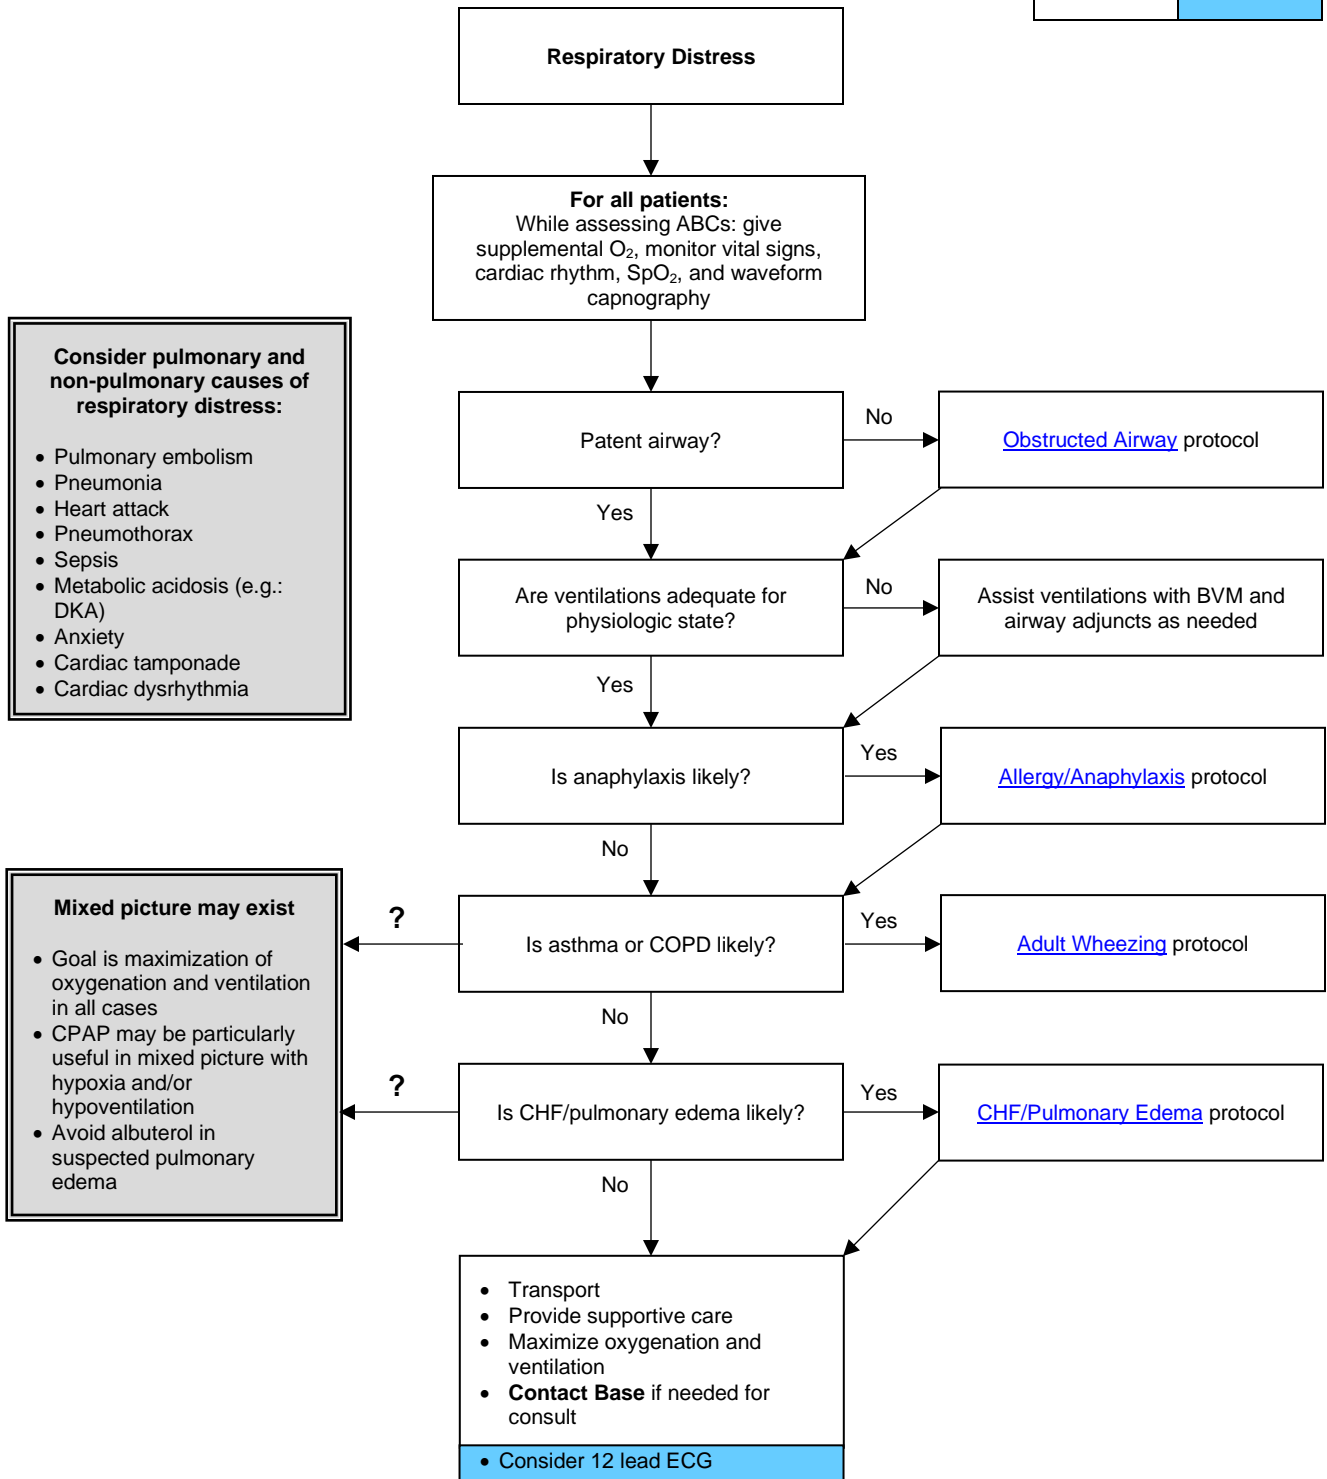 Respiratory Distress
For all patients:
While assessing ABCs: give
supplemental O₂, monitor vital signs,
cardiac rhythm, SpO₂, and waveform
capnography
Consider pulmonary and
non-pulmonary causes of
respiratory distress:
• Pulmonary embolism
• Pneumonia
• Heart attack
• Pneumothorax
• Sepsis
• Metabolic acidosis (e.g.:
DKA)
• Anxiety
• Cardiac tamponade
• Cardiac dysrhythmia
Patent airway?
No
Obstructed Airway protocol
Yes
Are ventilations adequate for
physiologic state?
No
Assist ventilations with BVM and
airway adjuncts as needed
Yes
Is anaphylaxis likely?
Yes
Allergy/Anaphylaxis protocol
No
Mixed picture may exist
• Goal is maximization of
oxygenation and ventilation
in all cases
• CPAP may be particularly
useful in mixed picture with
hypoxia and/or
hypoventilation
• Avoid albuterol in
suspected pulmonary
edema
?
Is asthma or COPD likely?
Yes
Adult Wheezing protocol
No
?
Is CHF/pulmonary edema likely?
Yes
CHF/Pulmonary Edema protocol
No
• Transport
• Provide supportive care
• Maximize oxygenation and
ventilation
• Contact Base if needed for
consult
• Consider 12 lead ECG